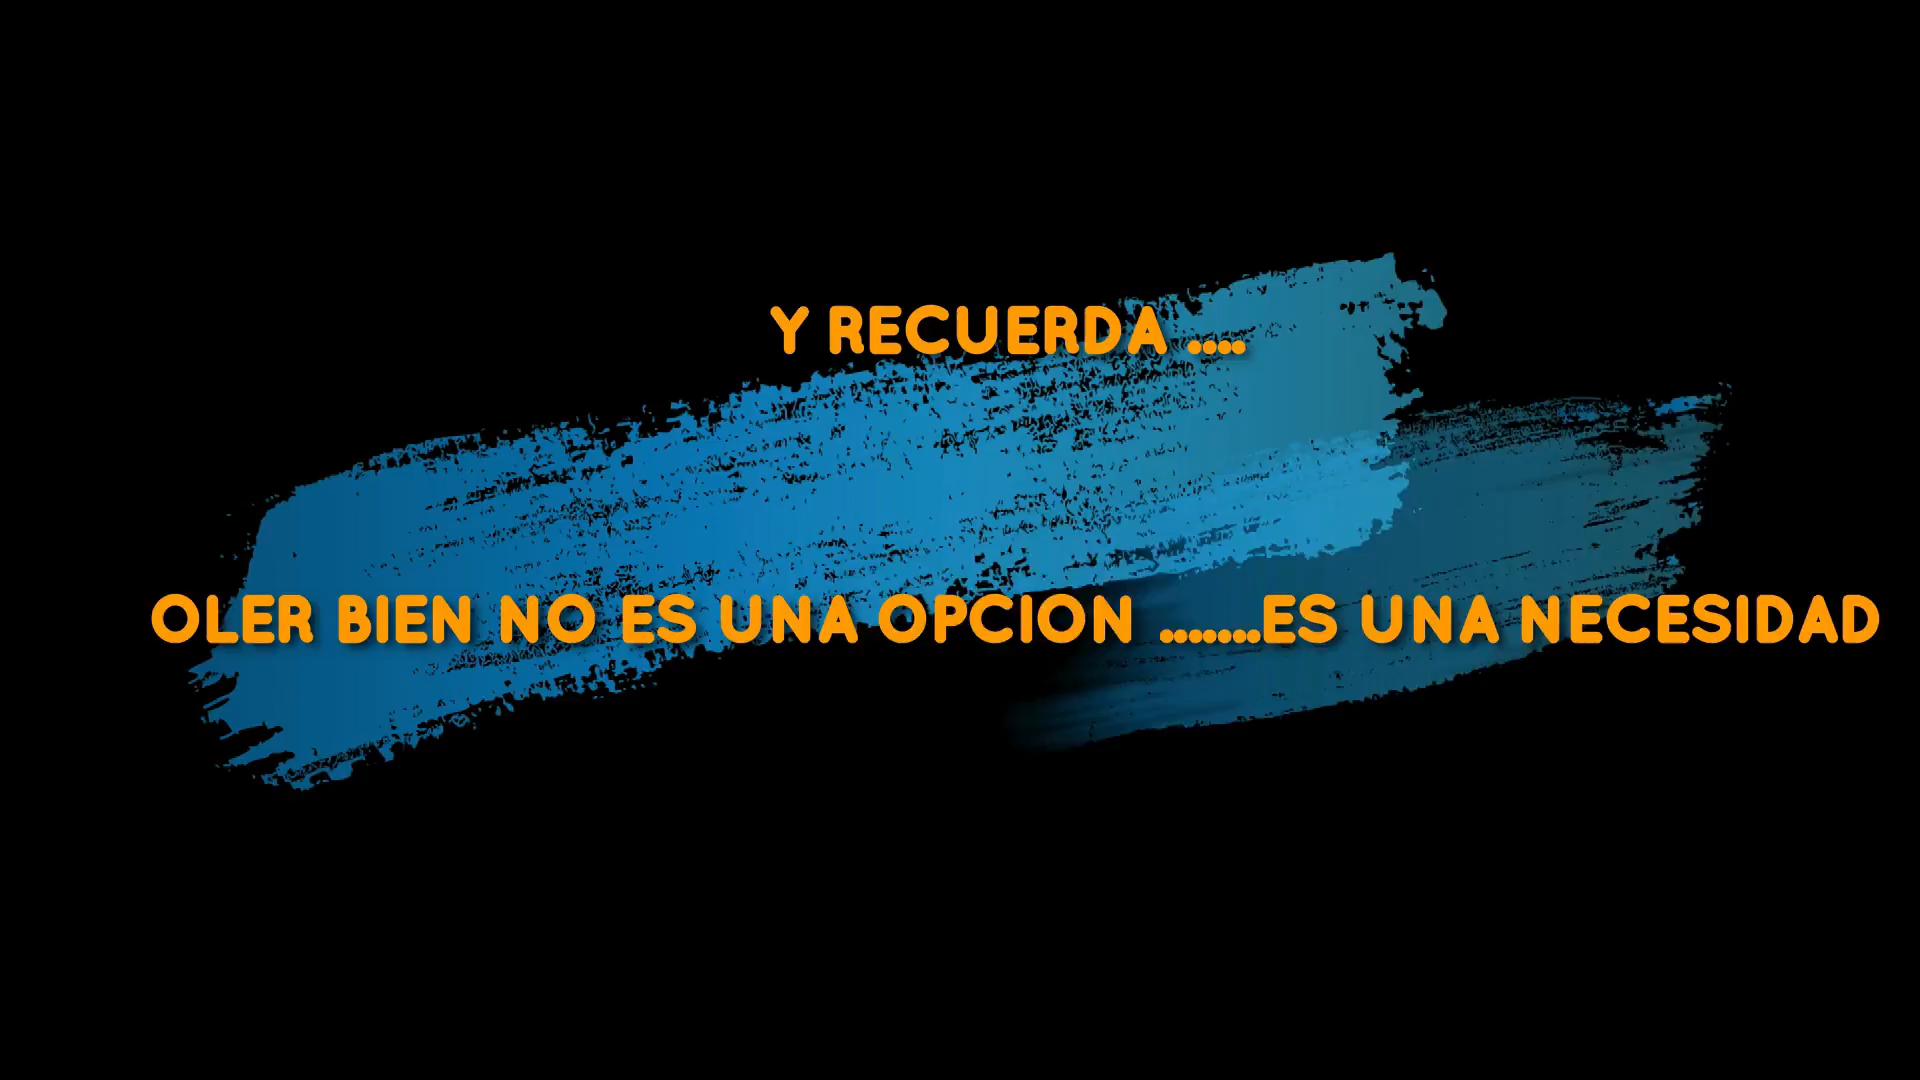 Y RECUERDA ....
OLER BIEN NO ES UNA OPCION .......ES UNA NECESIDAD